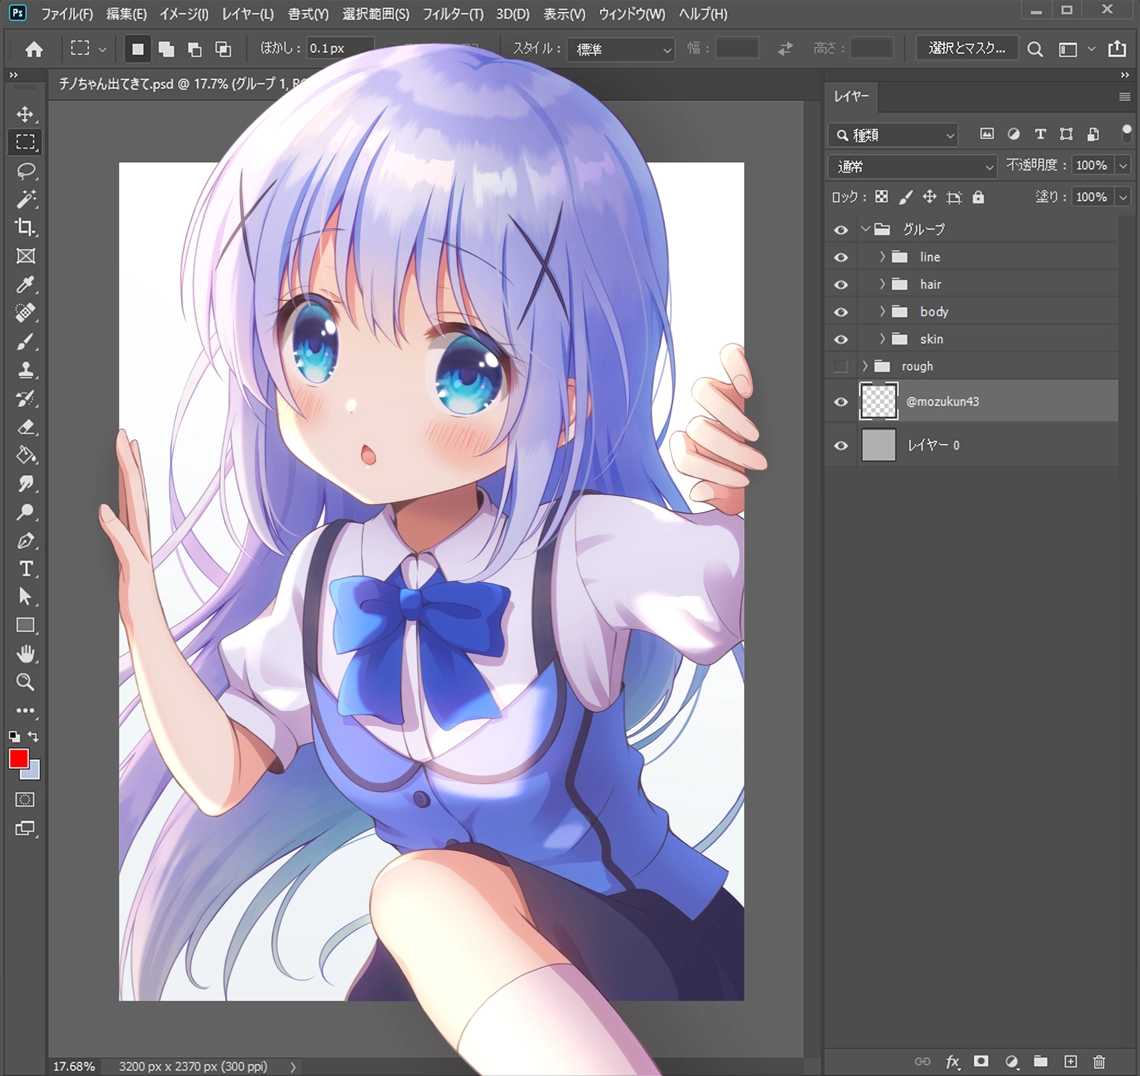 Ps ファイル(F) 編集(E) イメージ(I) レイヤー(L) 書式(Y) 選択範囲(S) フィルター(T) 3D(D) 表示(V) ウィンドウ(W) ヘルプ(H)
ぼかし : 0.1 px スタイル : 標準 幅 : 高さ : 選択とマスク...
チノちゃん出てきて.psd @ 17.7% (グループ 1, R
レイヤー
種類
通常 不透明度 : 100%
ロック : 塗り : 100%
グループ
line
hair
body
skin
rough
@mozukun43
レイヤー 0
17.68% 3200 px x 2370 px (300 ppi)
fx